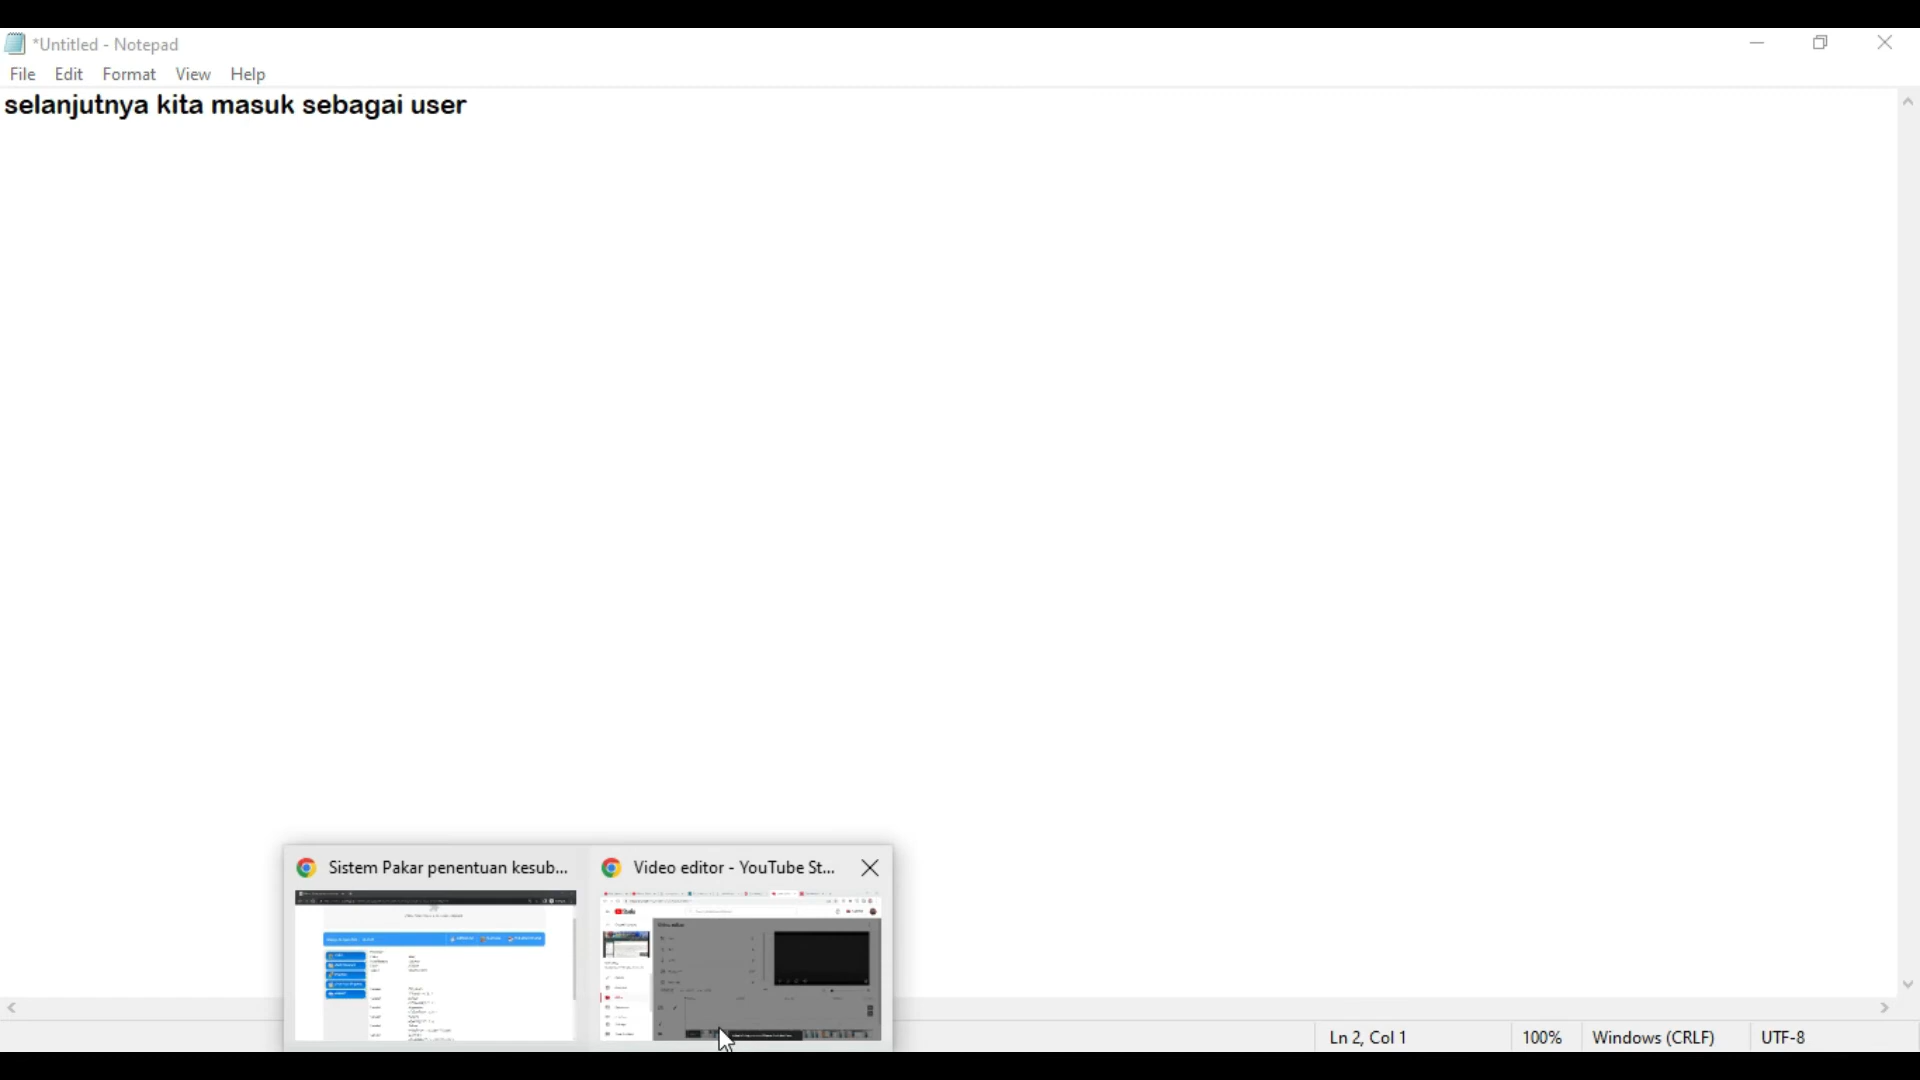 *Untitled - Notepad
File Edit Format View Help
selanjutnya kita masuk sebagai user
Sistem Pakar penentuan kesub... Video editor - YouTube St...
Ln 2, Col 1 100% Windows (CRLF) UTF-8